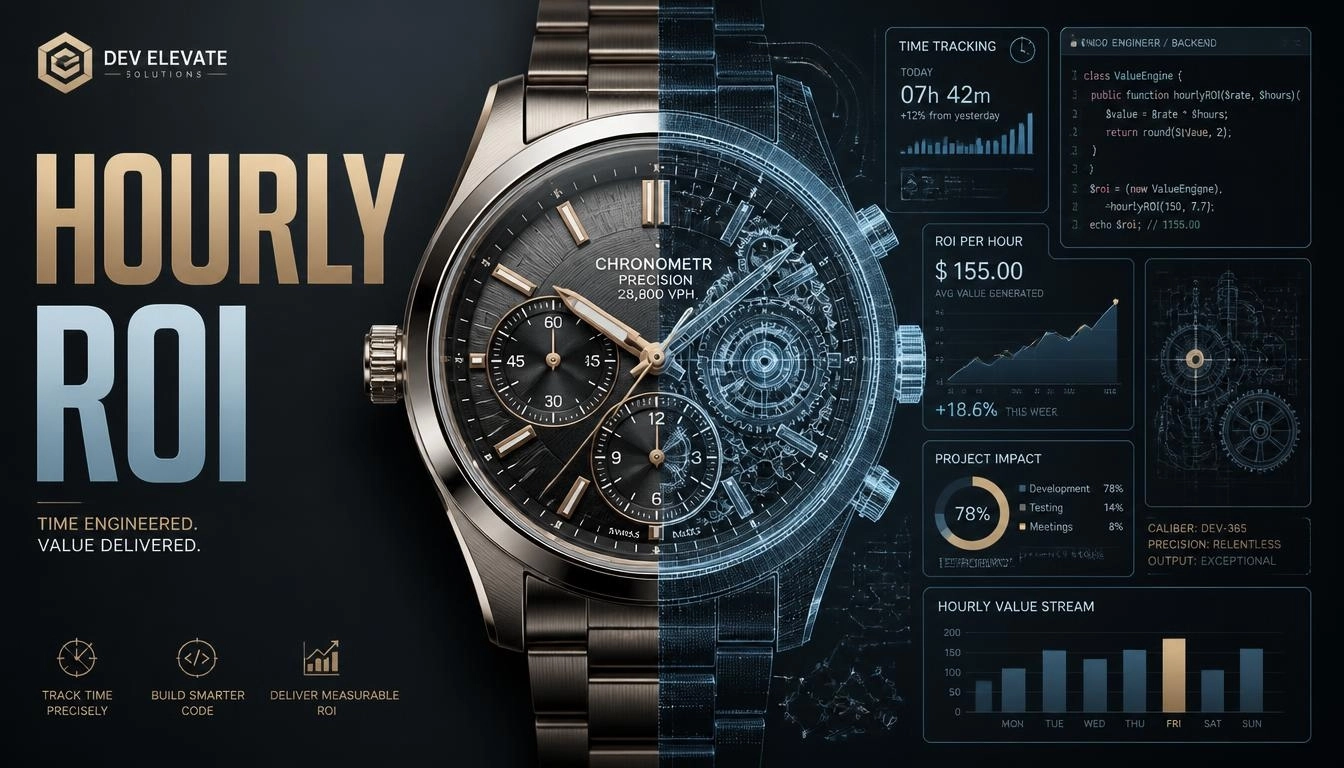 DEV ELEVATE
SOLUTIONS
HOURLY
ROI
TIME ENGINEERED.
VALUE DELIVERED.
TRACK TIME
PRECISELY
BUILD SMARTER
CODE
DELIVER MEASURABLE
ROI
CHRONOMETR
PRECISION
28,800 VPH.
60
45
15
30
12
9
3
6
TIME TRACKING
TODAY
07h 42m
+12% from yesterday
ENGINEER / BACKEND
class ValueEngine {
public function hourlyROI($rate, $hours)(
$value = $rate * $hours;
return round(, 2);
}
}
$roi = (new ValueEngigne),
hourlyROI(150, 7.7);
echo $roi; // 1155.00
ROI PER HOUR
$ 155.00
AVG VALUE GENERATED
+18.6% THIS WEEK
PROJECT IMPACT
78%
Development 78%
Testing 14%
Meetings 8%
CALIBER: DEV-365
PRECISION: RELENTLESS
OUTPUT: EXCEPTIONAL
HOURLY VALUE STREAM
200
150
100
50
0
MON TUE WED THU FRI SAT SUN